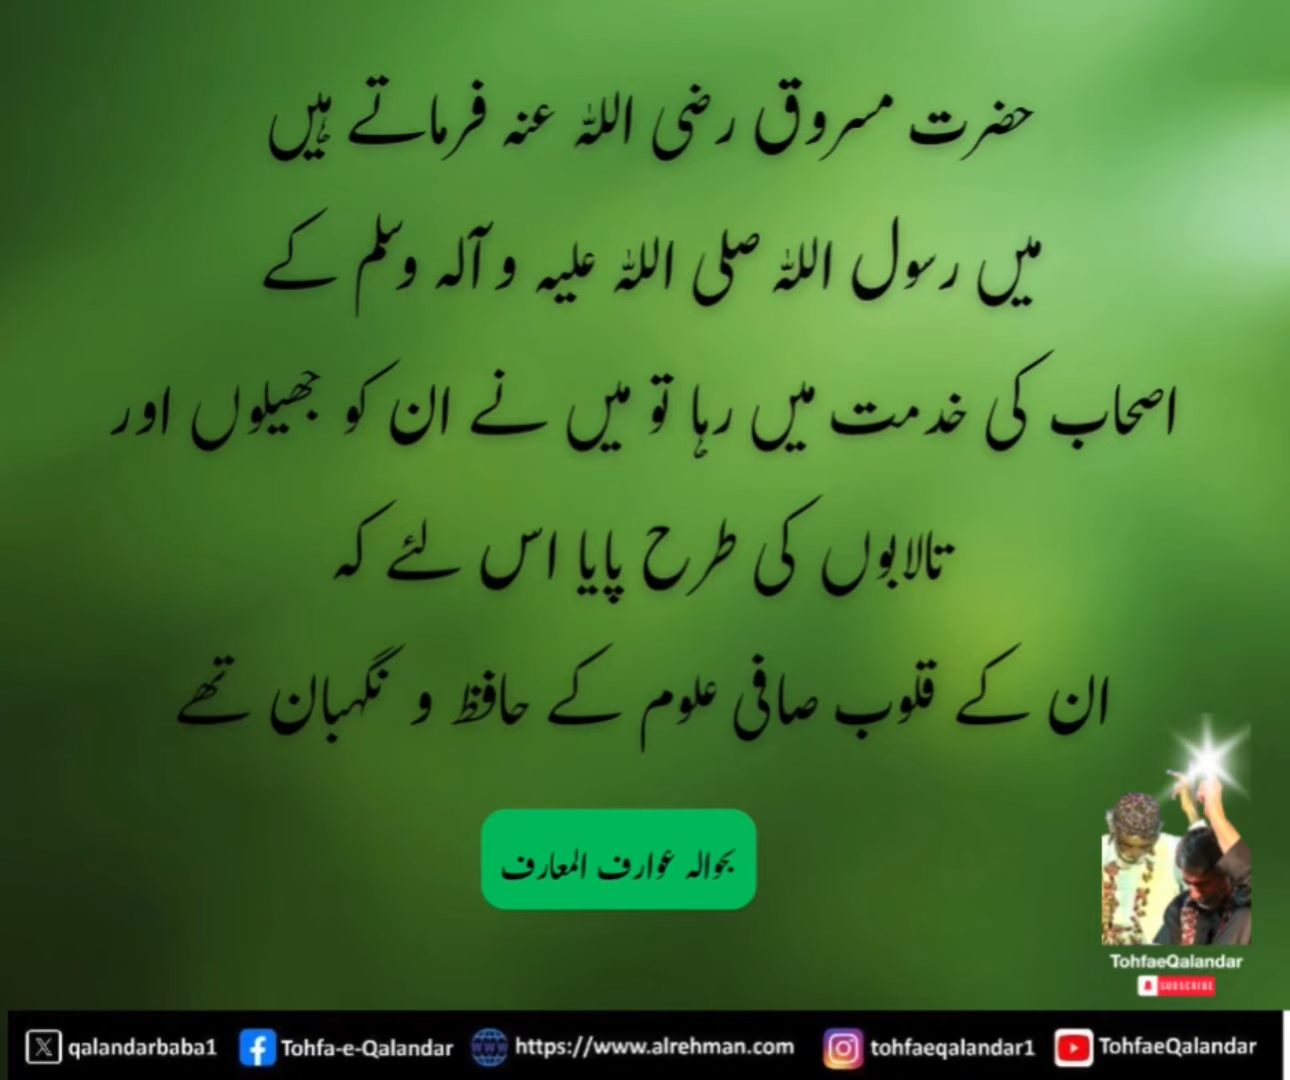 حضرت مسروق رضی اللہ عنہ فرماتے ہیں
میں رسول اللہ صلی اللہ علیہ و آلہ وسلم کے
اصحاب کی خدمت میں رہا تو میں نے ان کو جھیلوں اور
تالابوں کی طرح پایا اس لئے کہ
ان کے قلوب صافی علوم کے حافظ و نگہبان تھے
بحوالہ عوارف المعارف
TohfaeQalandar
SUBSCRIBE
qalandarbaba1 Tohfa-e-Qalandar WWW https://www.alrehman.com tohfaeqalandar1 TohfaeQalandar